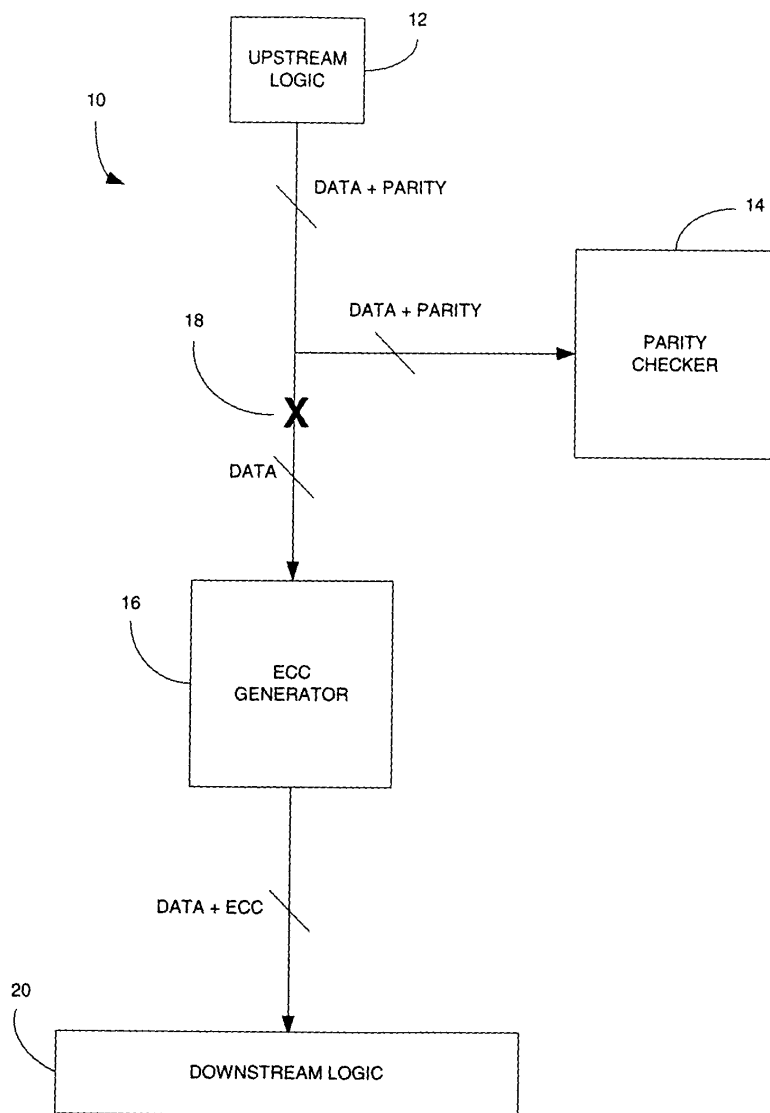 12
UPSTREAM
LOGIC
10
DATA + PARITY
14
DATA + PARITY
18
PARITY
CHECKER
X
DATA
16
ECC
GENERATOR
DATA + ECC
20
DOWNSTREAM LOGIC